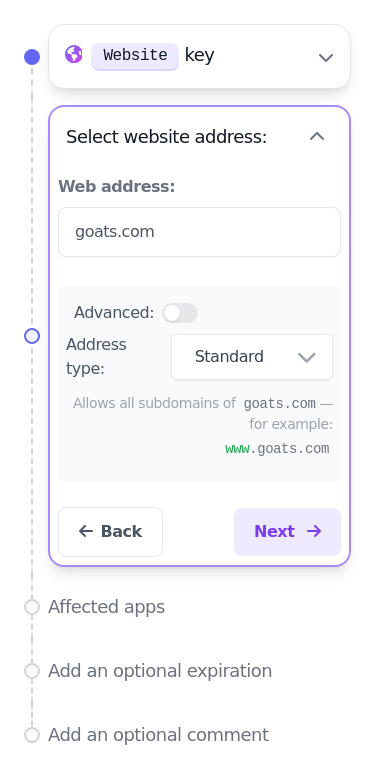 Website key
Select website address:
Web address:
goats.com
Advanced:
Address
type:
Standard
Allows all subdomains of goats.com —
for example:
www.goats.com
← Back
Next →
Affected apps
Add an optional expiration
Add an optional comment